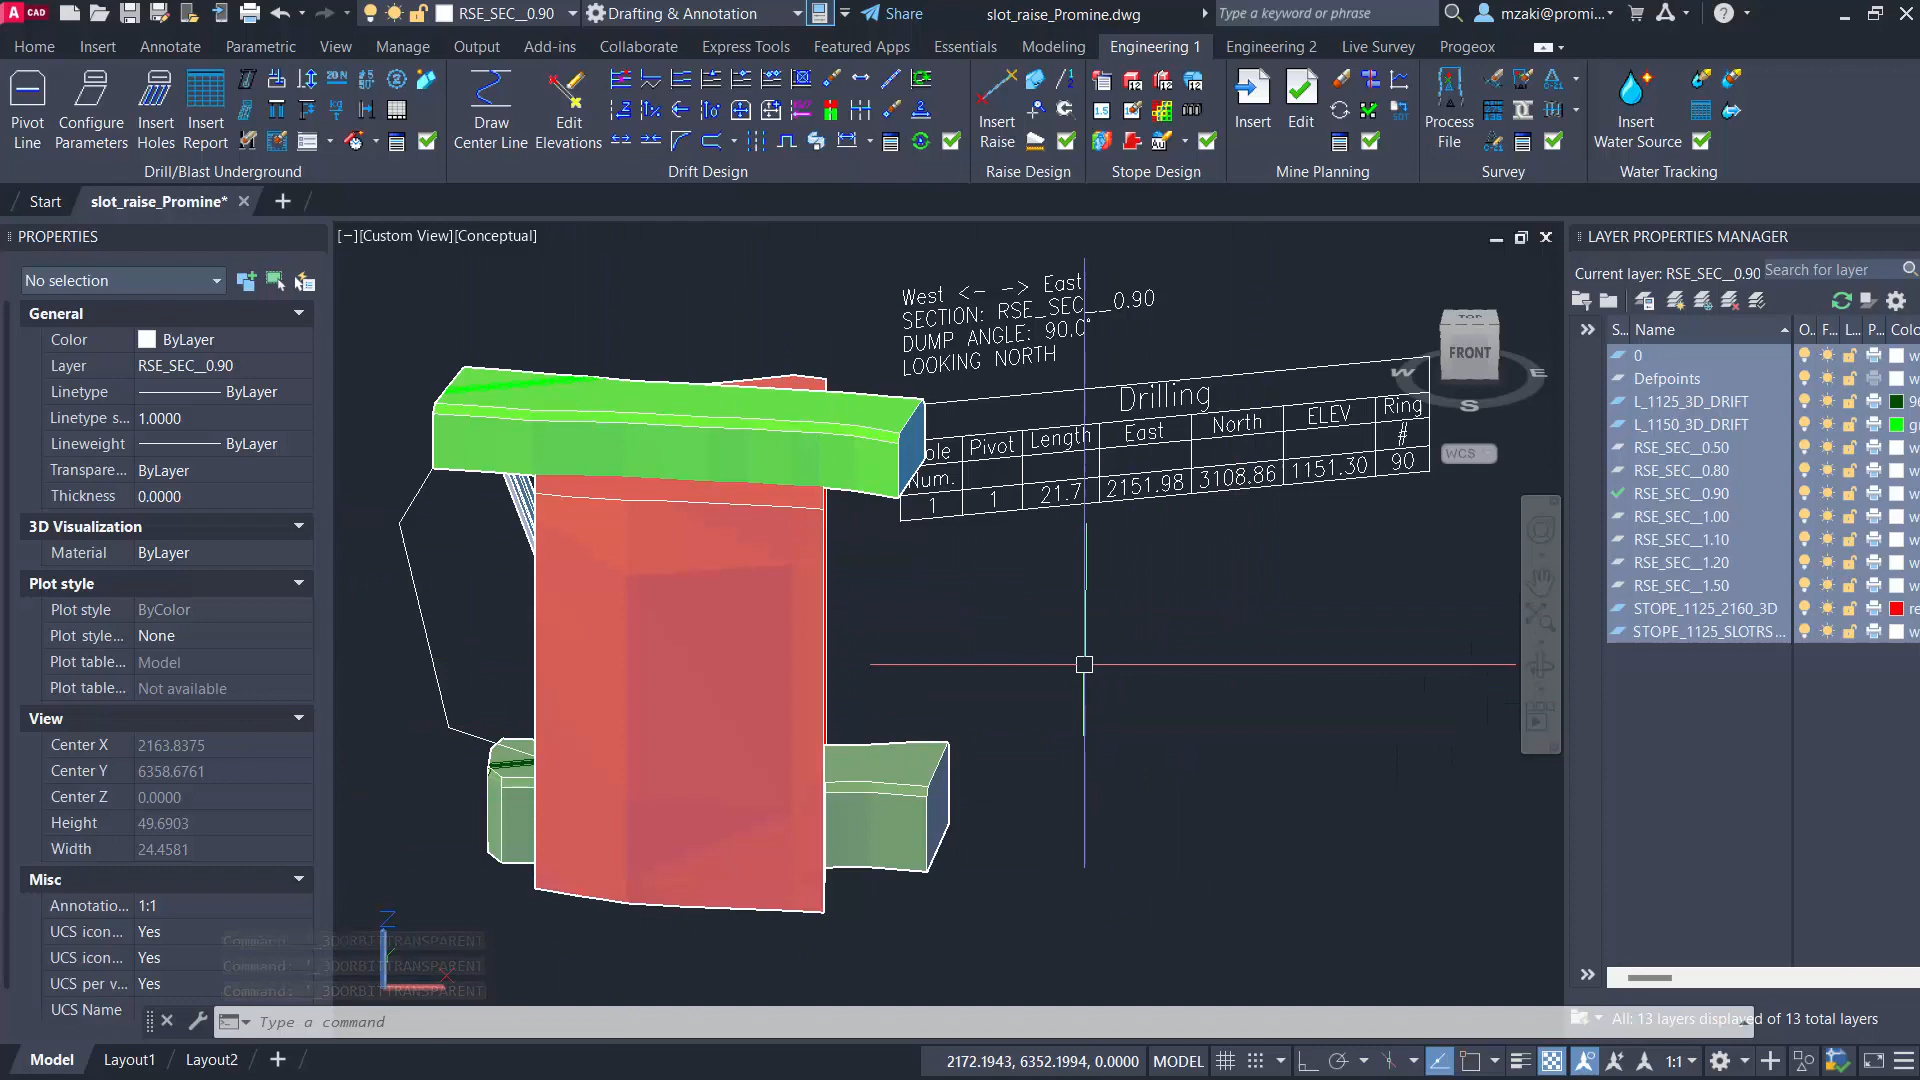 A CAD
RSE_SEC__0.90
Drafting & Annotation
Share
slot_raise_Promine.dwg
Type a keyword or phrase
mzaki@promi...
Home Insert Annotate Parametric View Manage Output Add-ins Collaborate Express Tools Featured Apps Essentials Modeling Engineering 1 Engineering 2 Live Survey Progeox
Pivot Line
Configure Parameters
Insert Holes
Insert Report
Draw Center Line
Edit Elevations
Insert Raise
Insert
Edit
Process File
Insert Water Source
Drill/Blast Underground
Drift Design
Raise Design
Stope Design
Mine Planning
Survey
Water Tracking
Start
slot_raise_Promine*
PROPERTIES
No selection
General
Color ByLayer
Layer RSE_SEC__0.90
Linetype ByLayer
Linetype s... 1.0000
Lineweight ByLayer
Transpare... ByLayer
Thickness 0.0000
3D Visualization
Material ByLayer
Plot style
Plot style ByColor
Plot style... None
Plot table... Model
Plot table... Not available
View
Center X 2163.8375
Center Y 6358.6761
Center Z 0.0000
Height 49.6903
Width 24.4581
Misc
Annotatio... 1:1
UCS icon... Yes
UCS icon... Yes
UCS per v... Yes
UCS Name
[−][Custom View][Conceptual]
West <- -> East
SECTION: RSE_SEC__0.90
DUMP ANGLE: 90.0°
LOOKING NORTH
Drilling
ole Num. Pivot Length East North ELEV Ring #
1 1 21.7 2151.98 3108.86 1151.30 90
TOP
FRONT
W E
S
WCS
Z
X
Command: '_3DORBITTRANSPARENT
Command: '_3DORBITTRANSPARENT
Command: '_3DORBITTRANSPARENT
Type a command
LAYER PROPERTIES MANAGER
Current layer: RSE_SEC__0.90
Search for layer
S... Name O.. F... L... P... Colo
0 w
Defpoints w
L_1125_3D_DRIFT 96
L_1150_3D_DRIFT gr
RSE_SEC__0.50 w
RSE_SEC__0.80 w
RSE_SEC__0.90 w
RSE_SEC__1.00 w
RSE_SEC__1.10 w
RSE_SEC__1.20 w
RSE_SEC__1.50 w
STOPE_1125_2160_3D re
STOPE_1125_SLOTRS... w
All: 13 layers displayed of 13 total layers
Model Layout1 Layout2
2172.1943, 6352.1994, 0.0000 MODEL
1:1